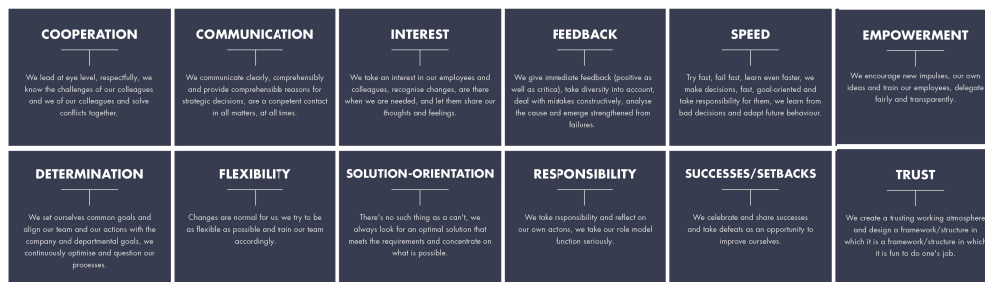 COOPERATION
We lead at eye level, respectfully, we
know the challenges of our colleagues
and we of our colleagues and solve
conflicts together.
COMMUNICATION
We communicate clearly, comprehensibly
and provide comprehensible reasons for
strategic decisions, are a competent contact
in all matters, at all times.
INTEREST
We take an interest in our employees and
colleagues, recognise changes, are there
when we are needed, and let them share our
thoughts and feelings.
FEEDBACK
We give immediate feedback (positive as
well as critical), take diversity into account,
deal with mistakes constructively, analyse
the cause and emerge strengthened from
failures.
SPEED
Try fast, fail fast, learn even faster, we
make decisions, fast, goal-oriented and
take responsibility for them, we learn from
bad decisions and adapt future behaviour.
EMPOWERMENT
We encourage new impulses, our own
ideas and train our employees, delegate
fairly and transparently.
DETERMINATION
We set ourselves common goals and
align our team and our actions with the
company and departmental goals, we
continuously optimise and question our
processes.
FLEXIBILITY
Changes are normal for us, we try to be
as flexible as possible and train our team
accordingly.
SOLUTION-ORIENTATION
There's no such thing as a can't, we
always look for an optimal solution that
meets the requirements and concentrate on
what is possible.
RESPONSIBILITY
We take responsibility and reflect on
our own actons, we take our role model
function seriously.
SUCCESSES/SETBACKS
We celebrate and share successes
and take defeats as an opportunity to
improve ourselves.
TRUST
We create a trusting working atmosphere
and design a framework/structure in
which it is a framework/structure in which
it is fun to do one's job.